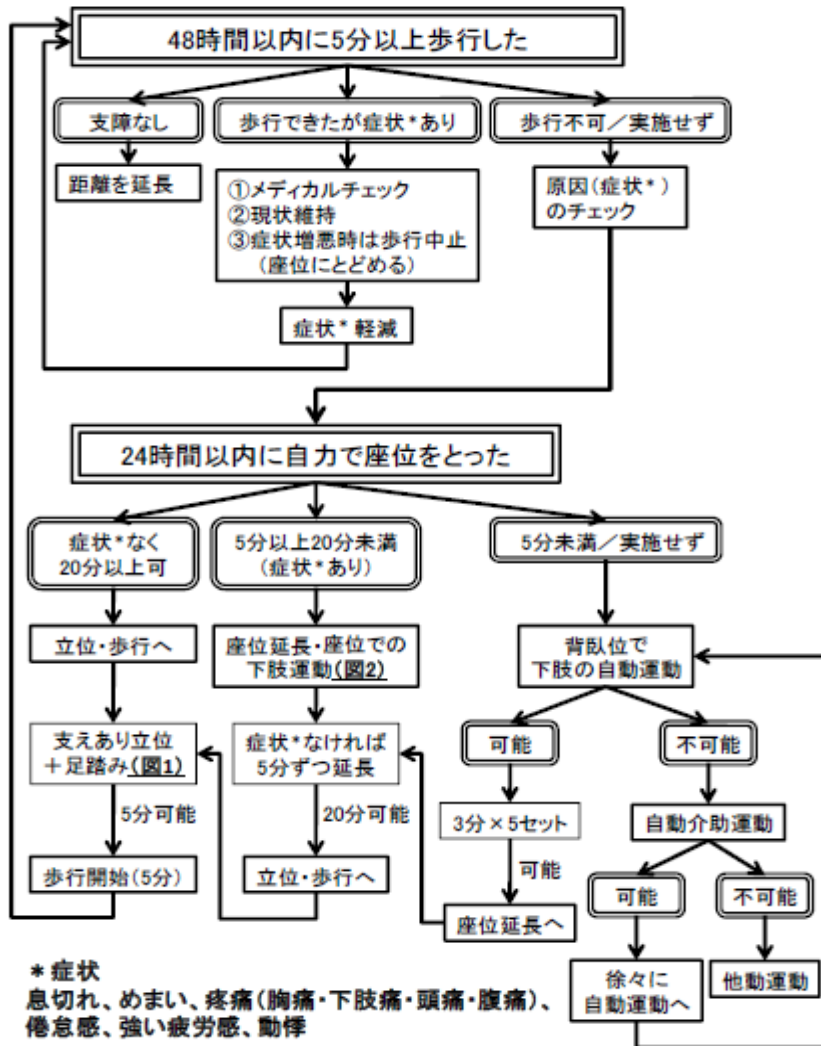 48時間以内に5分以上歩行した
支障なし
歩行できたが症状*あり
歩行不可/実施せず
距離を延長
①メディカルチェック
②現状維持
③症状増悪時は歩行中止
(座位にとどめる)
原因(症状*)
のチェック
症状*軽減
24時間以内に自力で座位をとった
症状*なく
20分以上可
5分以上20分未満
(症状*あり)
5分未満/実施せず
立位・歩行へ
座位延長・座位での
下肢運動(図2)
背臥位で
下肢の自動運動
支えあり立位
+足踏み(図1)
症状*なければ
5分ずつ延長
可能
不可能
5分可能
20分可能
3分×5セット
自動介助運動
可能
歩行開始(5分)
立位・歩行へ
座位延長へ
可能
不可能
徐々に
自動運動へ
他動運動
*症状
息切れ、めまい、疼痛(胸痛・下肢痛・頭痛・腹痛)、
倦怠感、強い疲労感、動悸